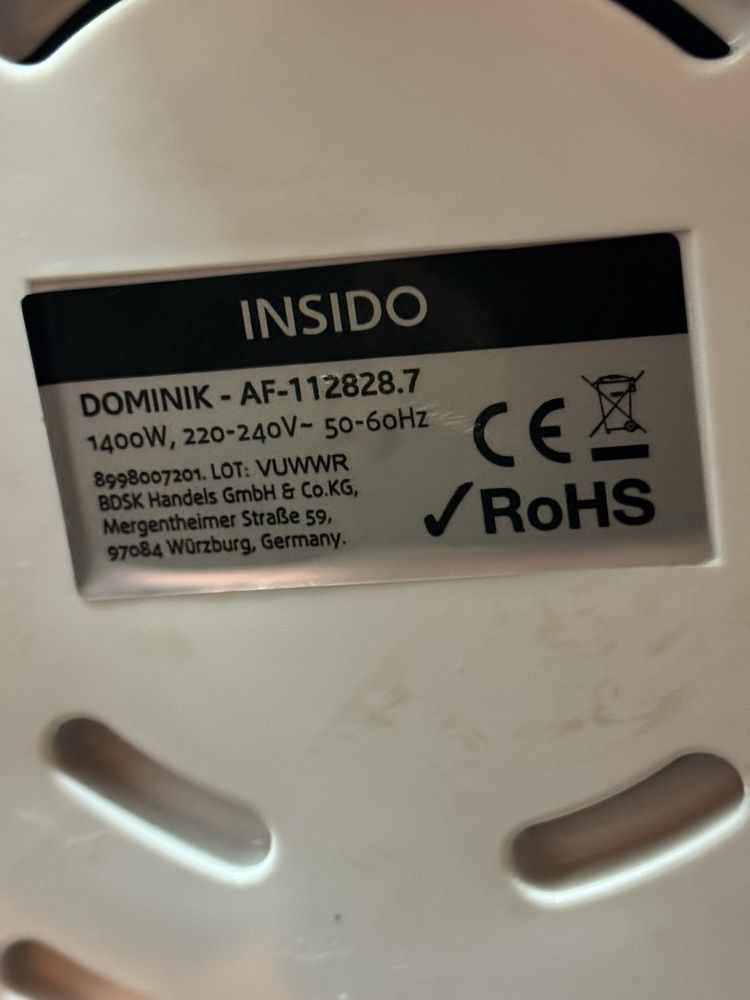 INSIDO
DOMINIK - AF-112828.7
1400W, 220-240V~ 50-60Hz
8998007201. LOT: VUWWR
BDSK Handels GmbH & Co.KG,
Mergentheimer Straße 59,
97084 Würzburg, Germany.
CE
✓RoHS